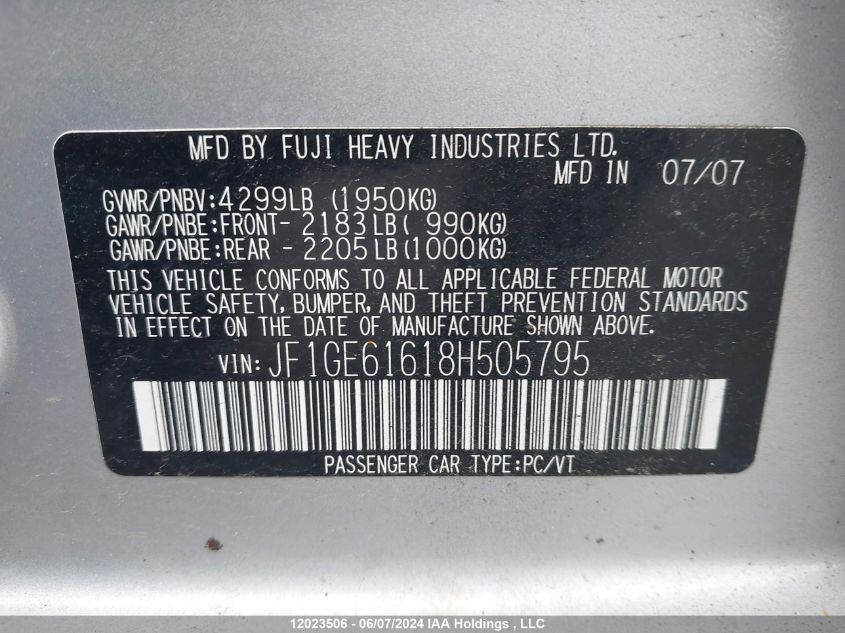 MFD BY FUJI HEAVY INDUSTRIES LTD.
MFD IN 07/07
GVWR/PNBV:4299LB (1950KG)
GAWR/PNBE:FRONT- 2183LB( 990KG)
GAWR/PNBE:REAR - 2205LB(1000KG)
THIS VEHICLE CONFORMS TO ALL APPLICABLE FEDERAL MOTOR
VEHICLE SAFETY, BUMPER, AND THEFT PREVENTION STANDARDS
IN EFFECT ON THE DATE OF MANUFACTURE SHOWN ABOVE.
VIN: JF1GE61618H505795
PASSENGER CAR TYPE:PC/VT
12023506 - 06/07/2024 IAA Holdings , LLC